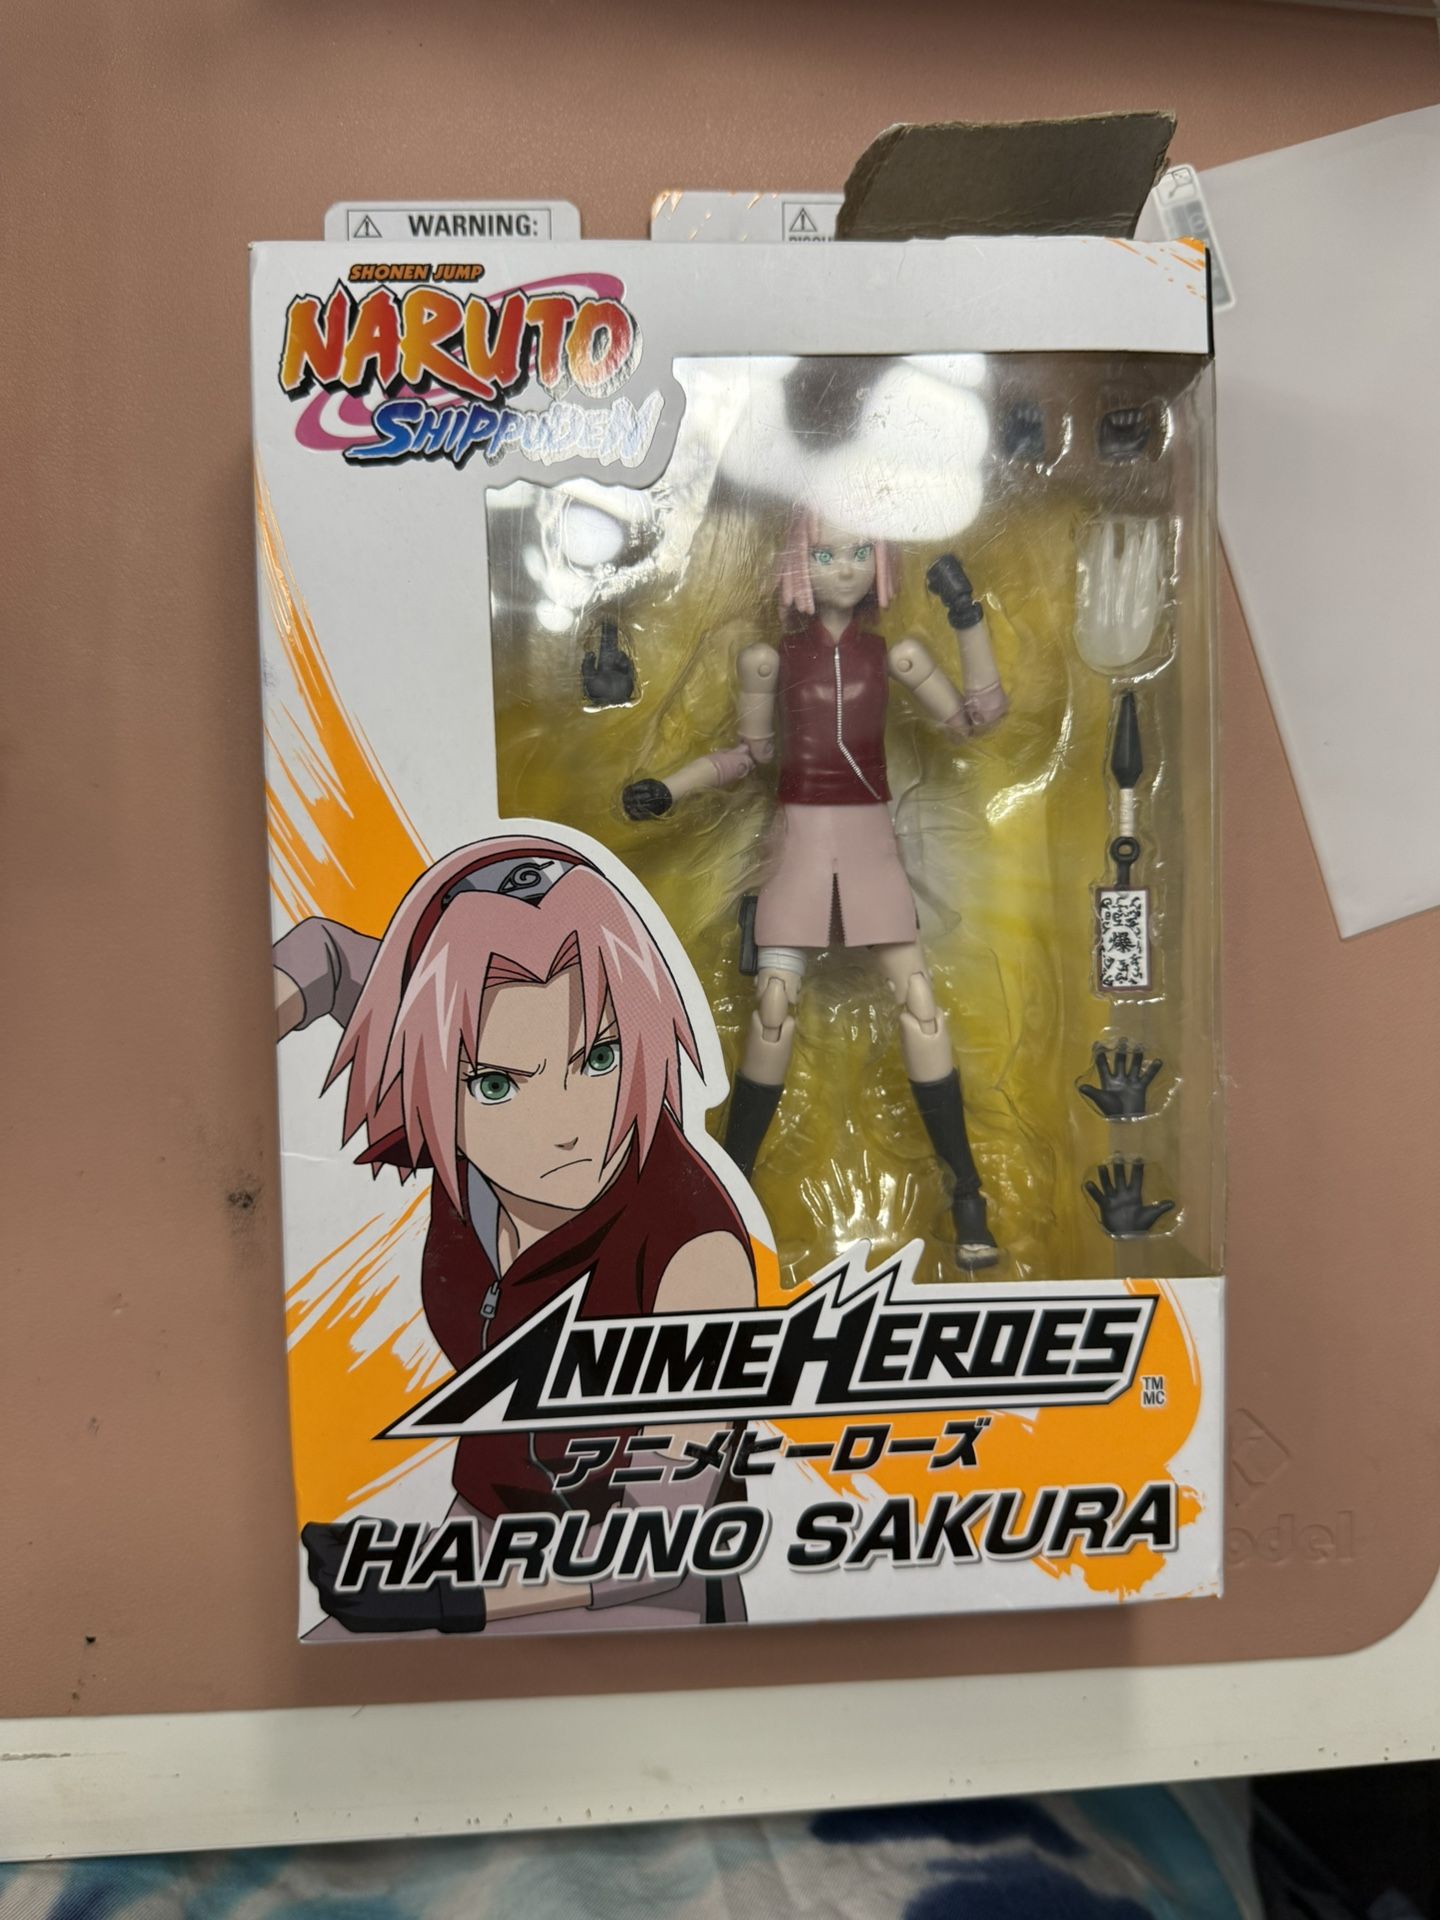 WARNING:
SHONEN JUMP
NARUTO
SHIPPUDEN
爆
ANIME HEROES
TM
MC
アニメヒーローズ
HARUNO SAKURA